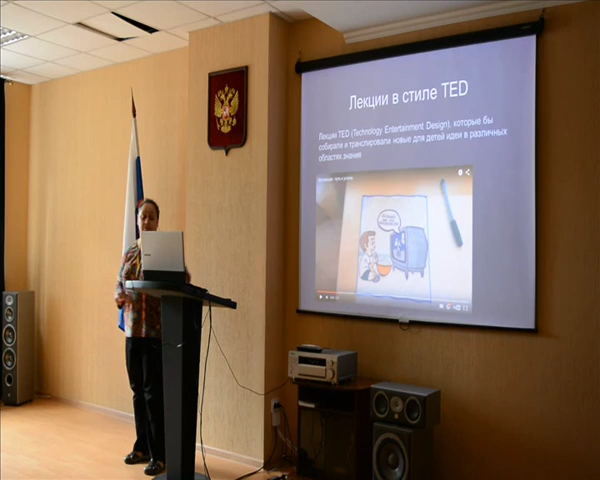 Лекции в стиле TED
Лекции TED (Technology Entertainment Design), которые бы
собирали и транслировали новые для детей идеи в различных
областях знания